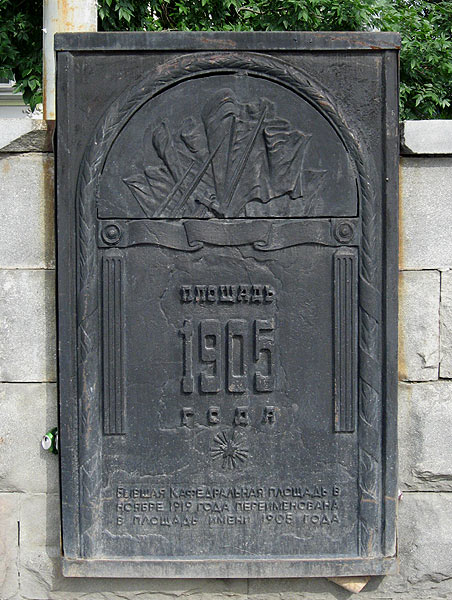 ПЛОЩАДЬ
1905
ГОДА
БЫВШАЯ КАФЕДРАЛЬНАЯ ПЛОЩАДЬ В
НОЯБРЕ 1919 ГОДА ПЕРЕИМЕНОВАНА
В ПЛОЩАДЬ ИМЕНИ 1905 ГОДА